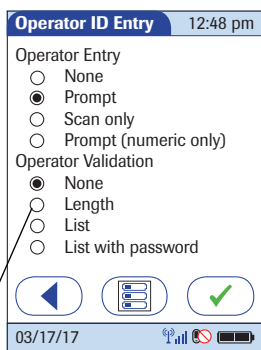 Operator ID Entry 12:48 pm
Operator Entry
None
Prompt
Scan only
Prompt (numeric only)
Operator Validation
None
Length
List
List with password
03/17/17